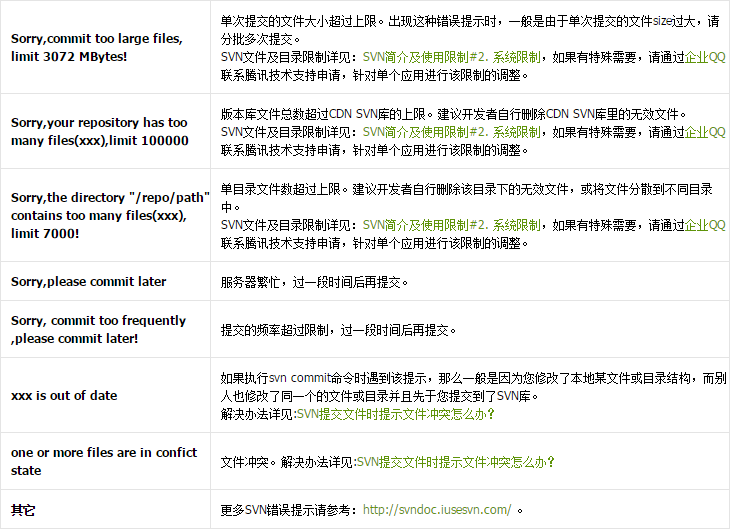 Sorry,commit too large files,
limit 3072 MBytes!
单次提交的文件大小超过上限。出现这种错误提示时，一般是由于单次提交的文件size过大，请
分批多次提交。
SVN文件及目录限制详见：SVN简介及使用限制#2. 系统限制，如果有特殊需要，请通过企业QQ
联系腾讯技术支持申请，针对单个应用进行该限制的调整。
Sorry,your repository has too
many files(xxx),limit 100000
版本库文件总数超过CDN SVN库的上限。建议开发者自行删除CDN SVN库里的无效文件。
SVN文件及目录限制详见：SVN简介及使用限制#2. 系统限制，如果有特殊需要，请通过企业QQ
联系腾讯技术支持申请，针对单个应用进行该限制的调整。
Sorry,the directory "/repo/path"
contains too many files(xxx),
limit 7000!
单目录文件数超过上限。建议开发者自行删除该目录下的无效文件，或将文件分散到不同目录
中。
SVN文件及目录限制详见：SVN简介及使用限制#2. 系统限制，如果有特殊需要，请通过企业QQ
联系腾讯技术支持申请，针对单个应用进行该限制的调整。
Sorry,please commit later
服务器繁忙，过一段时间后再提交。
Sorry, commit too frequently
,please commit later!
提交的频率超过限制，过一段时间后再提交。
xxx is out of date
如果执行svn commit命令时遇到该提示，那么一般是因为您修改了本地某文件或目录结构，而别
人也修改了同一个的文件或目录并且先于您提交到了SVN库。
解决办法详见:SVN提交文件时提示文件冲突怎么办?
one or more files are in confict
state
文件冲突。解决办法详见:SVN提交文件时提示文件冲突怎么办?
其它
更多SVN错误提示请参考：http://svndoc.iusesvn.com/ 。